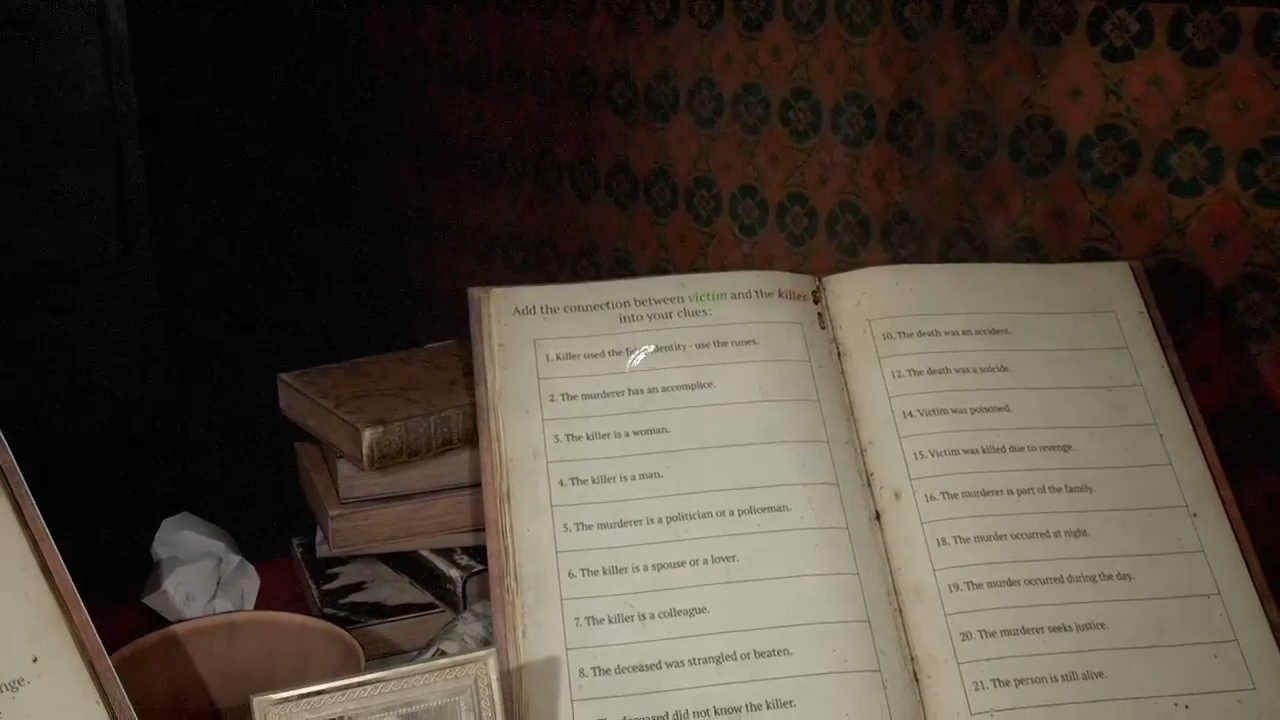 Add the connection between victim and the killer
into your clues:
1. Killer used the identity - use the runes.
2. The murderer has an accomplice.
3. The killer is a woman.
4. The killer is a man.
5. The murderer is a politician or a policeman.
6. The killer is a spouse or a lover.
7. The killer is a colleague.
8. The deceased was strangled or beaten.
deceased did not know the killer.
10. The death was an accident.
12. The death was a suicide.
14. Victim was poisoned.
15. Victim was killed due to revenge.
16. The murderer is part of the family.
18. The murder occurred at night.
19. The murder occurred during the day.
20. The murderer seeks justice.
21. The person is still alive.